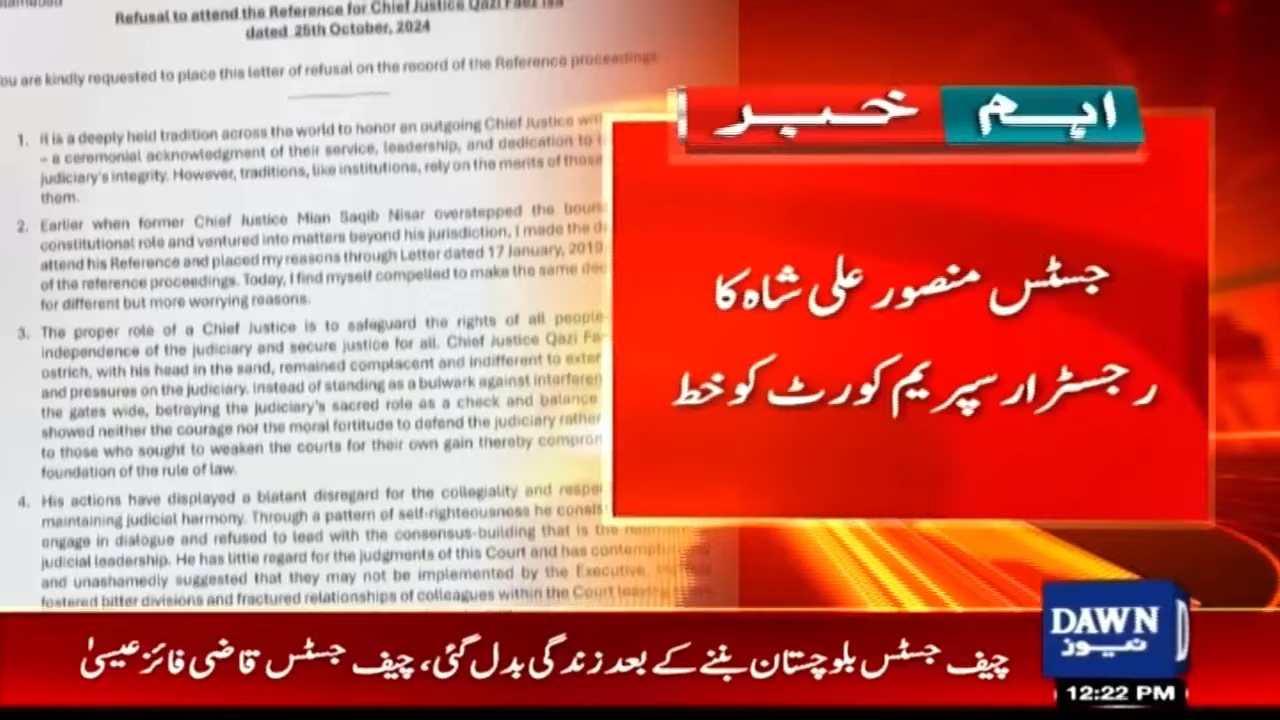 Refusal to attend the Reference for Chief Justice Qazi Faez Isa
dated 25th October, 2024
You are kindly requested to place this letter of refusal on the record of the Reference proceedings.
1. It is a deeply held tradition across the world to honor an outgoing Chief Justice
– a ceremonial acknowledgment of their service, leadership, and dedication to
judiciary's integrity. However, traditions, like institutions, rely on the merits of those
them.
2. Earlier when former Chief Justice Mian Saqib Nisar overstepped the
constitutional role and ventured into matters beyond his jurisdiction, I made the
attend his Reference and placed my reasons through Letter dated 17 January, 2019
of the reference proceedings. Today, I find myself compelled to make the same
for different but more worrying reasons.
3. The proper role of a Chief Justice is to safeguard the rights of all people
independence of the judiciary and secure justice for all. Chief Justice Qazi
ostrich, with his head in the sand, remained complacent and indifferent to
and pressures on the judiciary. Instead of standing as a bulwark against
the gates wide, betraying the judiciary's sacred role as a check and balance
showed neither the courage nor the moral fortitude to defend the judiciary rather
to those who sought to weaken the courts for their own gain thereby
foundation of the rule of law.
4. His actions have displayed a blatant disregard for the collegiality and
maintaining judicial harmony. Through a pattern of self-righteousness he
engage in dialogue and refused to lead with the consensus-building that is the
judicial leadership. He has little regard for the judgments of this Court and has
and unashamedly suggested that they may not be implemented by the Executive,
fostered bitter divisions and fractured relationships of colleagues within the Court
اہم خبر
جسٹس منصور علی شاہ کا
رجسٹرار سپریم کورٹ کو خط
چیف جسٹس بلوچستان بننے کے بعد زندگی بدل گئی، چیف جسٹس قاضی فائز عیسیٰ
DAWN
نیوز
12:22 PM